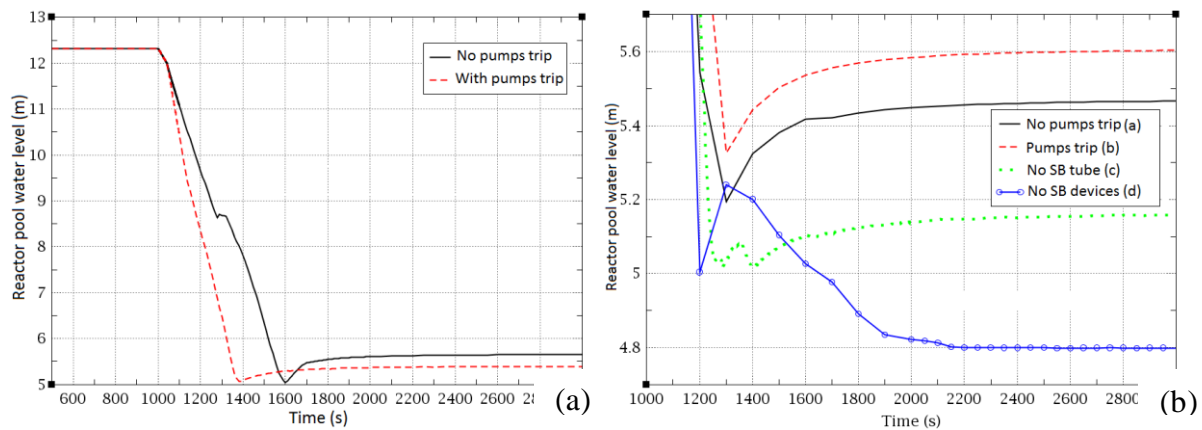 13
12
11
10
9
8
7
6
5
Reactor pool water level (m)
600 800 1000 1200 1400 1600 1800 2000 2200 2400 2600 2800
Time (s)
No pumps trip
With pumps trip
(a)
5.6
5.4
5.2
5
4.8
Reactor pool water level (m)
1000 1200 1400 1600 1800 2000 2200 2400 2600 2800
Time (s)
No pumps trip (a)
Pumps trip (b)
No SB tube (c)
No SB devices (d)
(b)